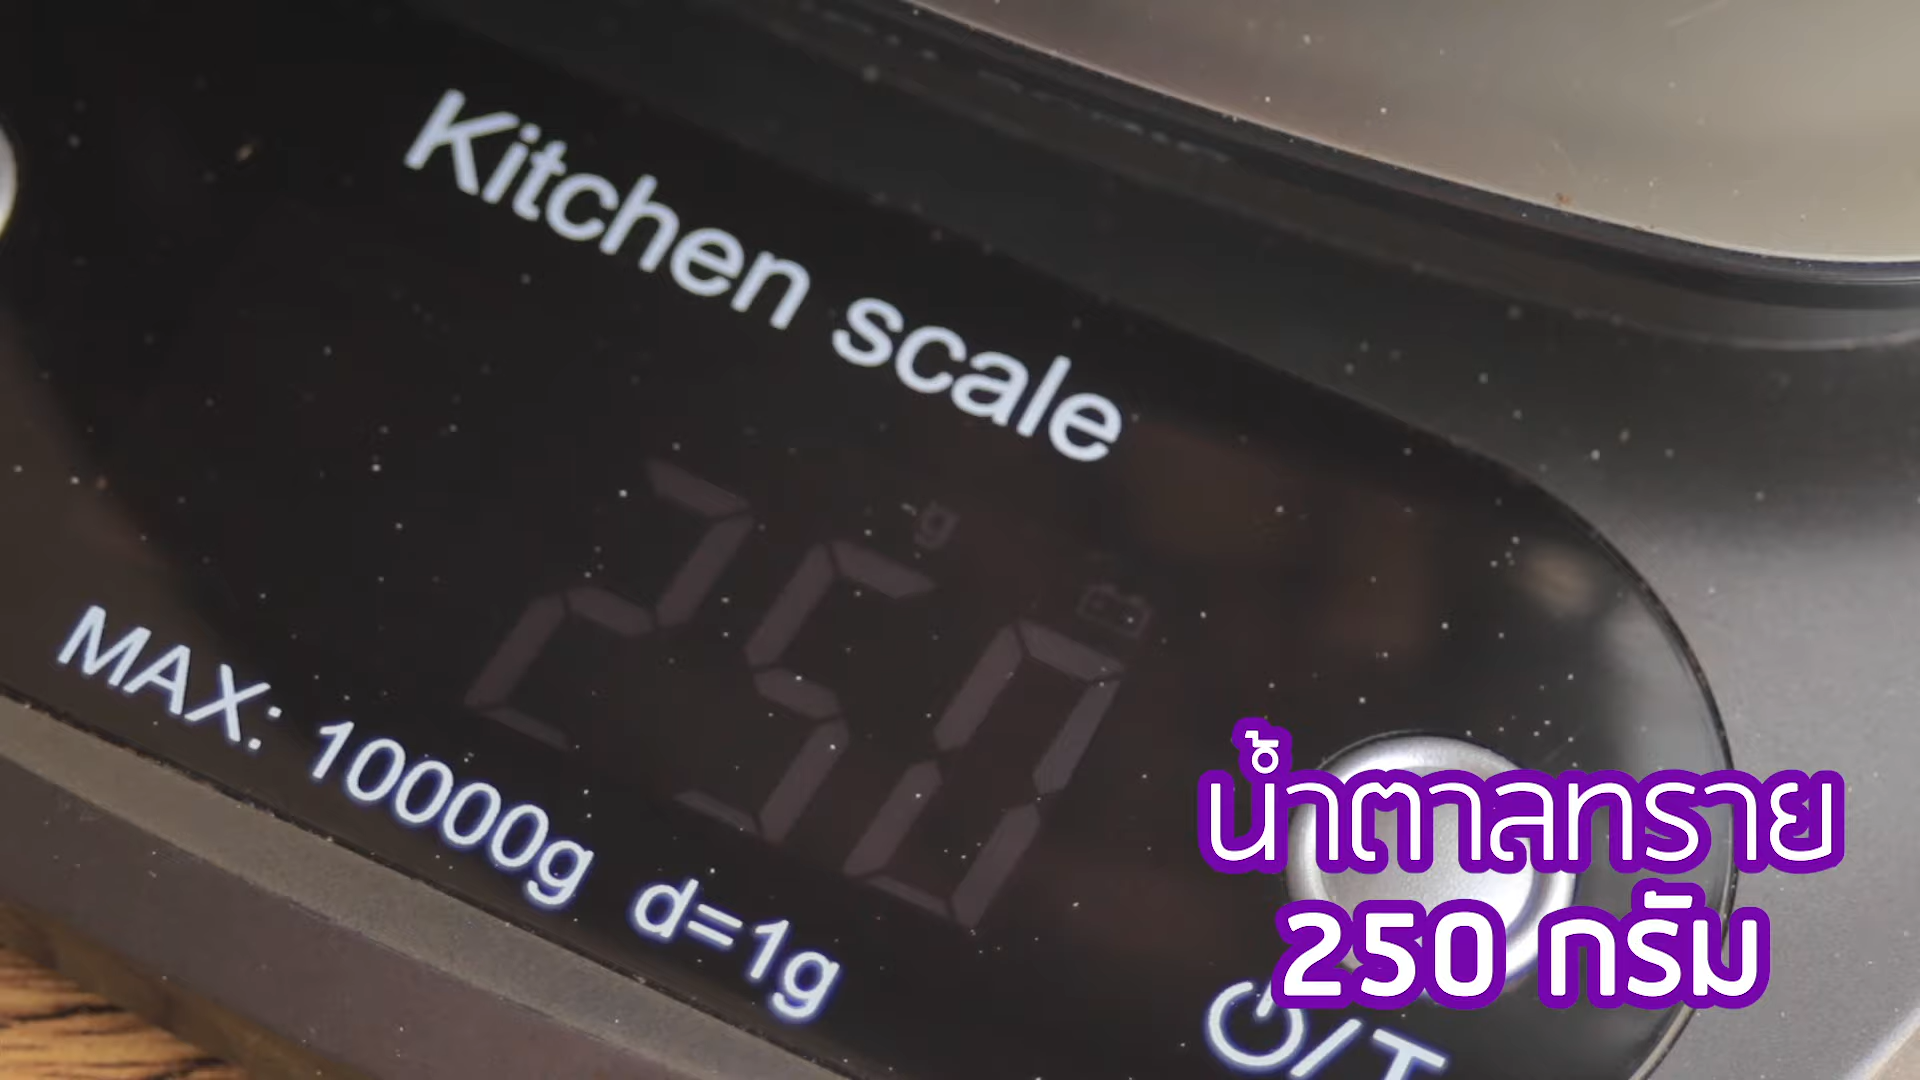 Kitchen scale
g
250
MAX: 10000g d=1g
⏻/T
น้ำตาลทราย
250 กรัม